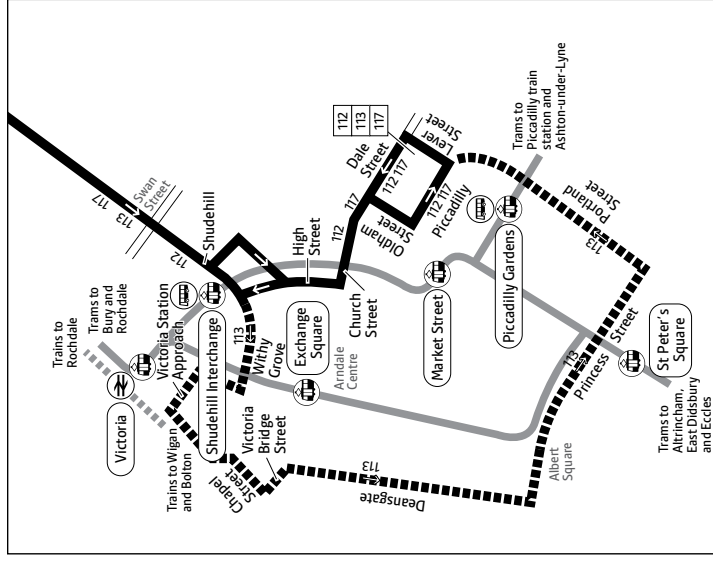 112
113
117
Swan
Street
Shudehill
Trains to
Rochdale
Trams to
Bury and
Rochdale
Victoria Station
Approach
Victoria
Trains to Wigan
and Bolton
Shudehill Interchange
113
Withy
Grove
High
Street
Exchange
Square
Church
Street
Arndale
Centre
Victoria
Bridge
Street
Chapel
Street
113
Deansgate
112
117
Dale
Street
Lever
Street
112
113
117
112 117
Oldham
Street
112 117
Piccadilly
Market Street
Piccadilly Gardens
Trams to
Piccadilly train
station and
Ashton-under-Lyne
Portland
Street
113
113
Princess Street
St Peter's
Square
Albert
Square
Trams to
Altrincham,
East Didsbury
and Eccles